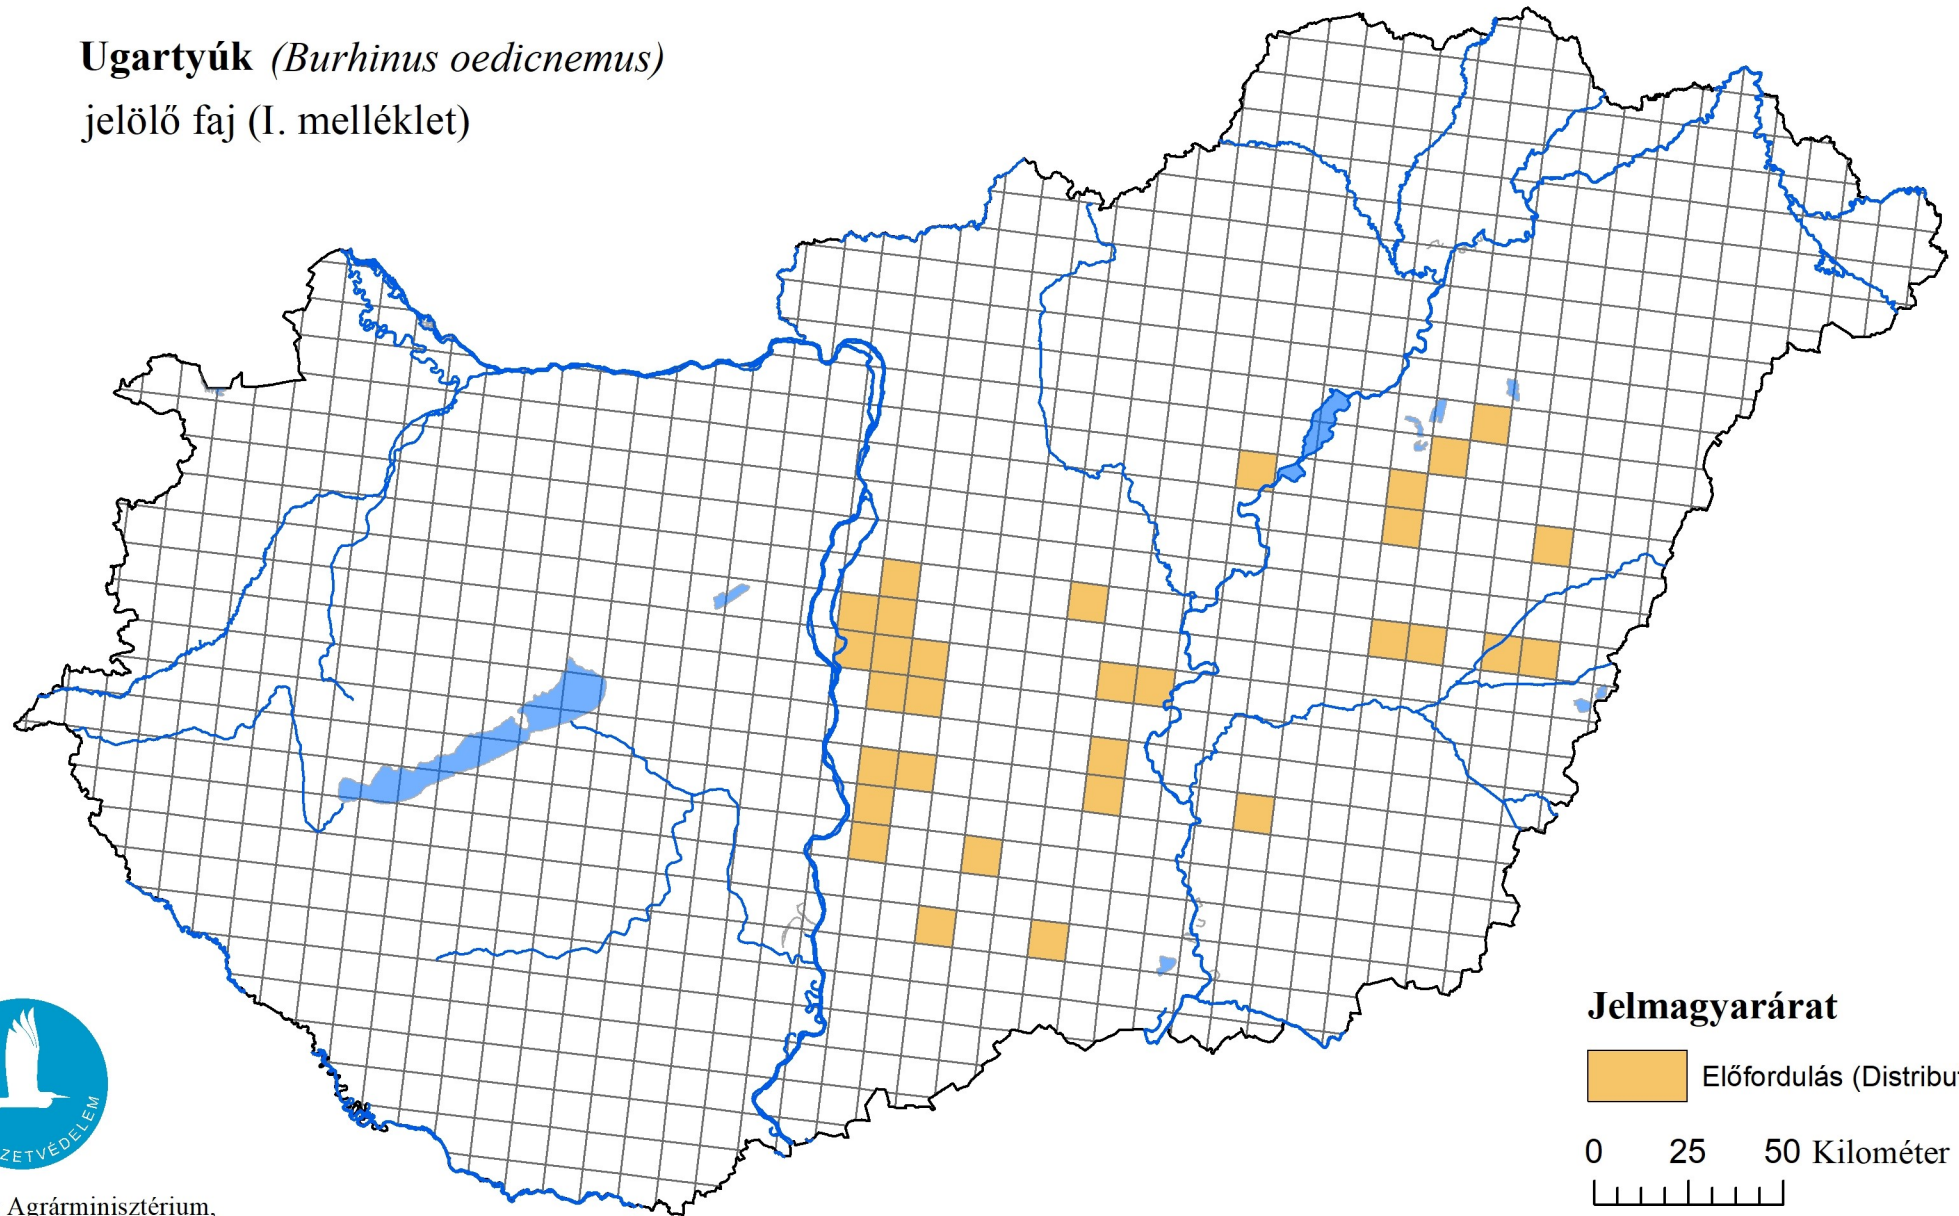 Ugartyúk (Burhinus oedicnemus)
jelölő faj (I. melléklet)
Jelmagyarárat
Előfordulás (Distribu
0 25 50 Kilométer
ZETVÉDELEM
Agrárminisztérium,